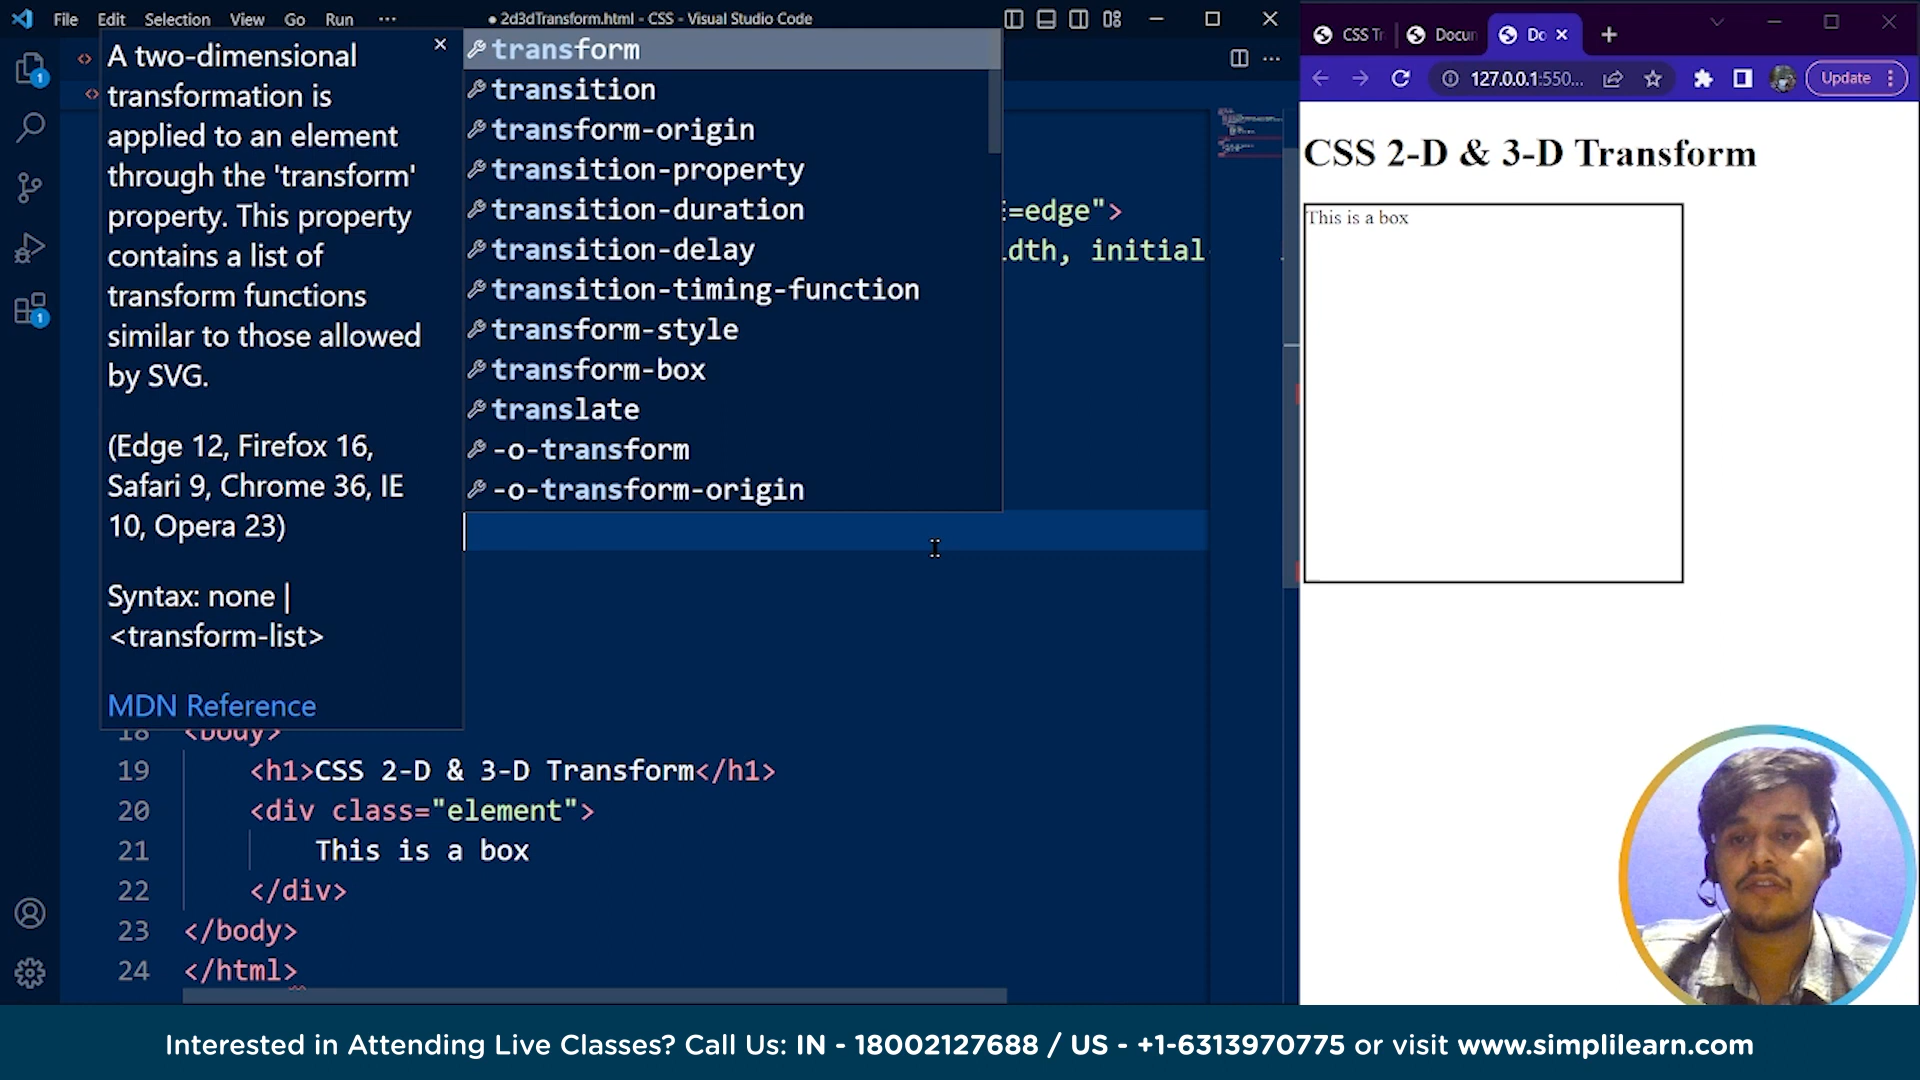 File Edit Selection View Go Run ··· ● 2d3dTransform.html - CSS - Visual Studio Code
A two-dimensional
transformation is
applied to an element
through the 'transform'
property. This property
contains a list of
transform functions
similar to those allowed
by SVG.
(Edge 12, Firefox 16,
Safari 9, Chrome 36, IE
10, Opera 23)
Syntax: none |
<transform-list>
MDN Reference
transform
transition
transform-origin
transition-property
transition-duration
transition-delay
transition-timing-function
transform-style
transform-box
translate
-o-transform
-o-transform-origin
=edge">
dth, initial-
18 <body>
19 <h1>CSS 2-D & 3-D Transform</h1>
20 <div class="element">
21 This is a box
22 </div>
23 </body>
24 </html>
1
1
CSS Tr Docun Do
127.0.0.1:550... Update
CSS 2-D & 3-D Transform
This is a box
Interested in Attending Live Classes? Call Us: IN - 18002127688 / US - +1-6313970775 or visit www.simplilearn.com